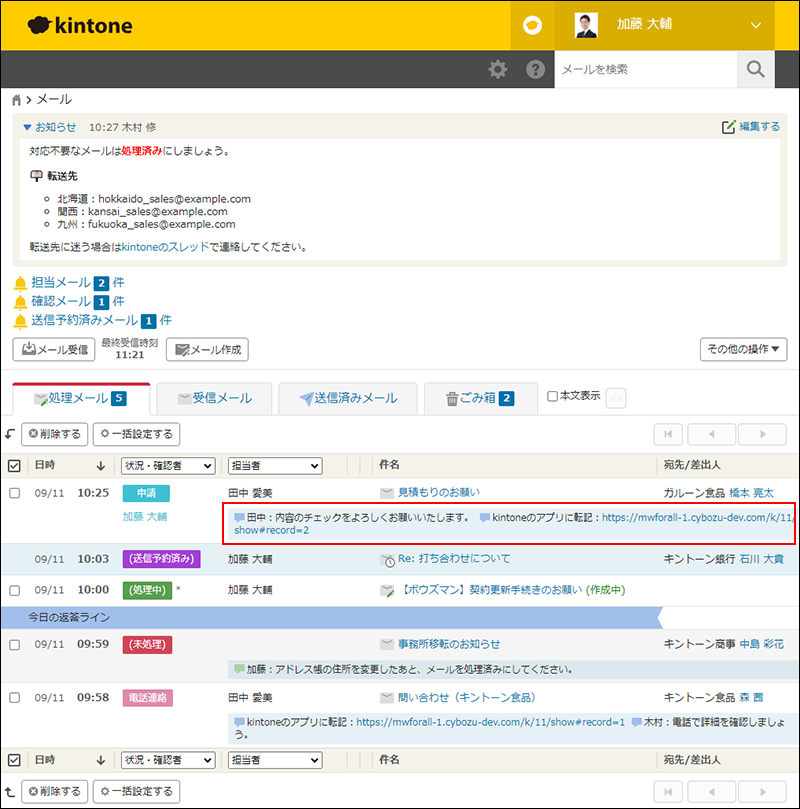 kintone
加藤 大輔
メールを検索
メール
お知らせ 10:27 木村 修
編集する
対応不要なメールは処理済みにしましょう。
転送先
北海道：hokkaido_sales@example.com
関西：kansai_sales@example.com
九州：fukuoka_sales@example.com
転送先に迷う場合はkintoneのスレッドで連絡してください。
担当メール 2 件
確認メール 1 件
送信予約済みメール 1 件
メール受信 最終受信時刻 11:21 メール作成 その他の操作▼
処理メール 5 受信メール 送信済みメール ごみ箱 2 本文表示
削除する 一括設定する
日時 状況・確認者 担当者 件名 宛先/差出人
09/11 10:25 申請 田中 愛美 見積もりのお願い ガルーン食品 橋本 亮太
加藤 大輔
田中：内容のチェックをよろしくお願いいたします。 kintoneのアプリに転記：https://mwforall-1.cybozu-dev.com/k/11/
show#record=2
09/11 10:03 (送信予約済み) 加藤 大輔 Re: 打ち合わせについて キントーン銀行 石川 大貴
09/11 10:00 (処理中) * 加藤 大輔 【ボウズマン】契約更新手続きのお願い (作成中)
今日の返答ライン
09/11 09:59 (未処理) 事務所移転のお知らせ キントーン商事 中島 彩花
加藤：アドレス帳の住所を変更したあと、メールを処理済みにしてください。
09/11 09:58 電話連絡 田中 愛美 問い合わせ（キントーン食品） キントーン食品 森 茜
kintoneのアプリに転記：https://mwforall-1.cybozu-dev.com/k/11/show#record=1 木村：電話で詳細を確認しましょ
う。
日時 状況・確認者 担当者 件名 宛先/差出人
削除する 一括設定する